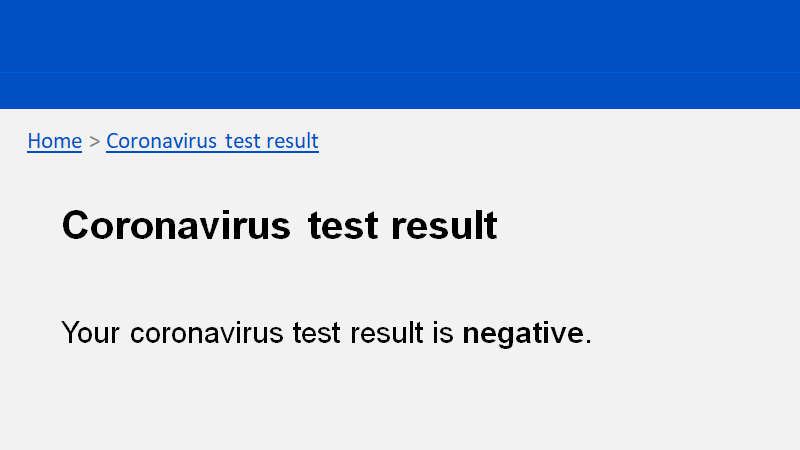 Home > Coronavirus test result
Coronavirus test result
Your coronavirus test result is negative.